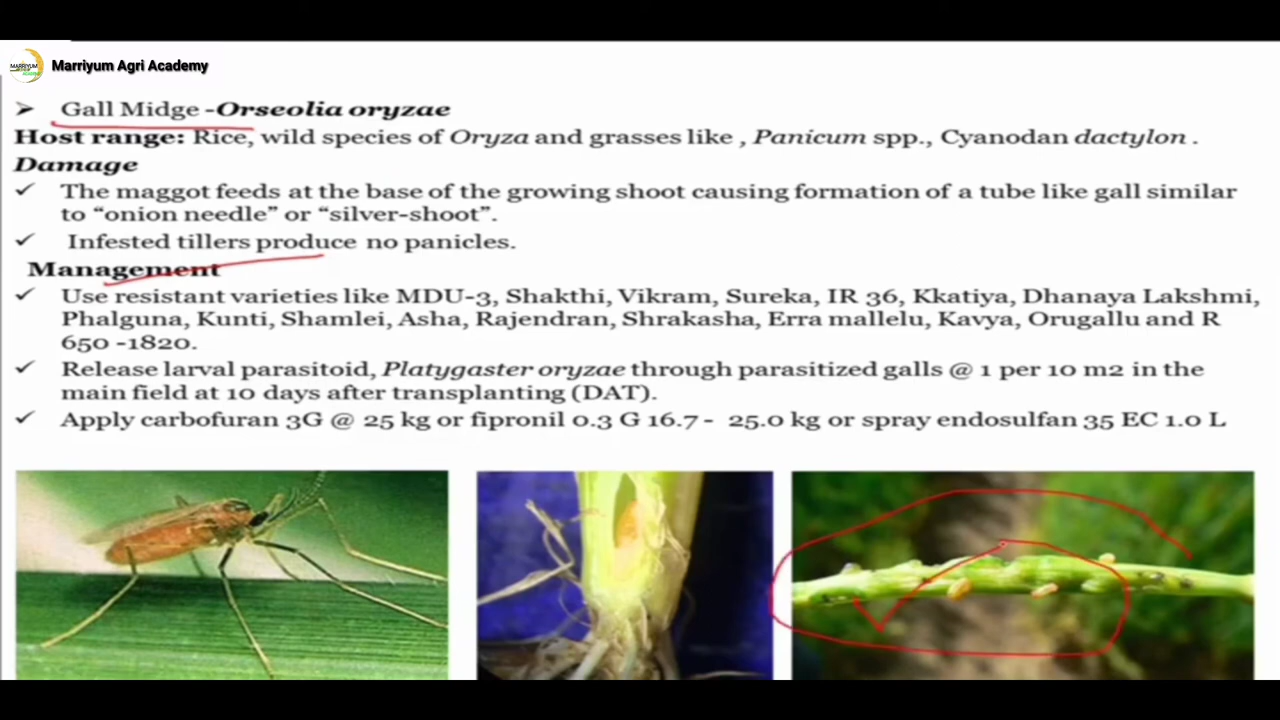 Marriyum Agri Academy
MARRIYUM
➤ Gall Midge -Orseolia oryzae
Host range: Rice, wild species of Oryza and grasses like , Panicum spp., Cyanodan dactylon .
Damage
✓ The maggot feeds at the base of the growing shoot causing formation of a tube like gall similar
to “onion needle” or “silver-shoot”.
✓ Infested tillers produce no panicles.
Management
✓ Use resistant varieties like MDU-3, Shakthi, Vikram, Sureka, IR 36, Kkatiya, Dhanaya Lakshmi,
Phalguna, Kunti, Shamlei, Asha, Rajendran, Shrakasha, Erra mallelu, Kavya, Orugallu and R
650 -1820.
✓ Release larval parasitoid, Platygaster oryzae through parasitized galls @ 1 per 10 m2 in the
main field at 10 days after transplanting (DAT).
✓ Apply carbofuran 3G @ 25 kg or fipronil 0.3 G 16.7 - 25.0 kg or spray endosulfan 35 EC 1.0 L